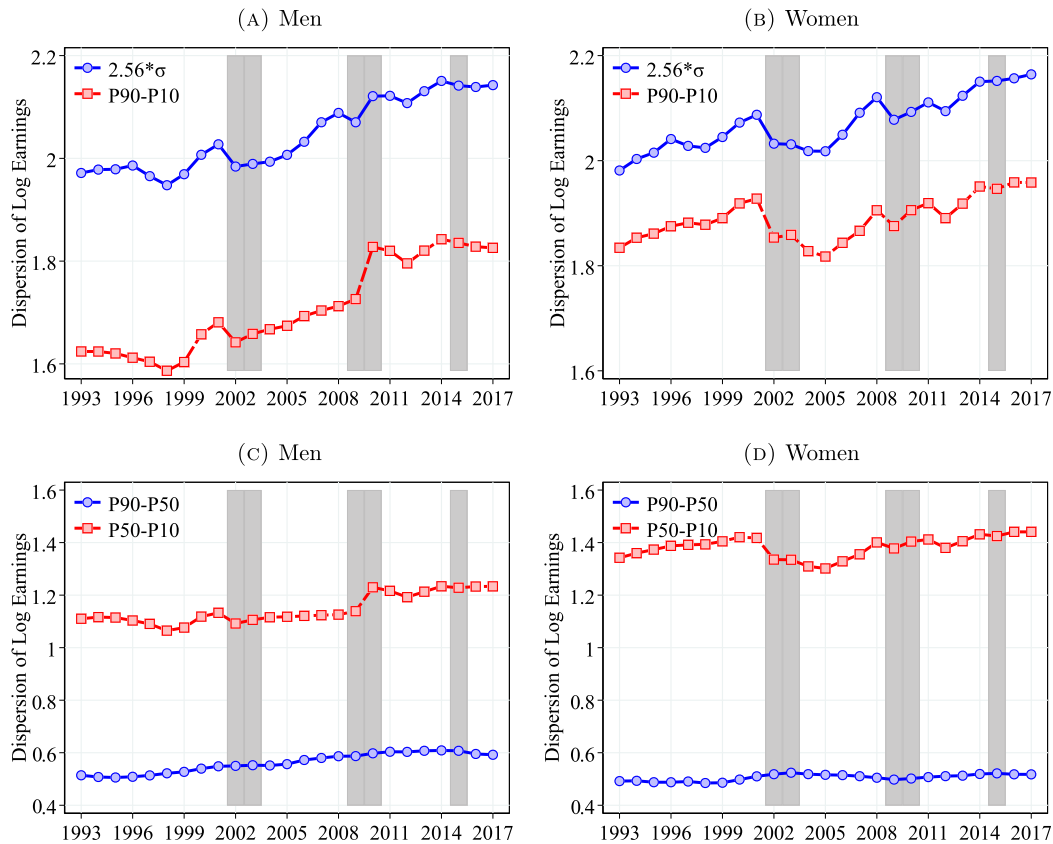 (A) Men
Dispersion of Log Earnings
2.56*σ
P90-P10
2.2
2
1.8
1.6
1993 1996 1999 2002 2005 2008 2011 2014 2017
(B) Women
Dispersion of Log Earnings
2.56*σ
P90-P10
2.2
2
1.8
1.6
1993 1996 1999 2002 2005 2008 2011 2014 2017
(C) Men
Dispersion of Log Earnings
P90-P50
P50-P10
1.6
1.4
1.2
1
0.8
0.6
0.4
1993 1996 1999 2002 2005 2008 2011 2014 2017
(D) Women
Dispersion of Log Earnings
P90-P50
P50-P10
1.6
1.4
1.2
1
0.8
0.6
0.4
1993 1996 1999 2002 2005 2008 2011 2014 2017